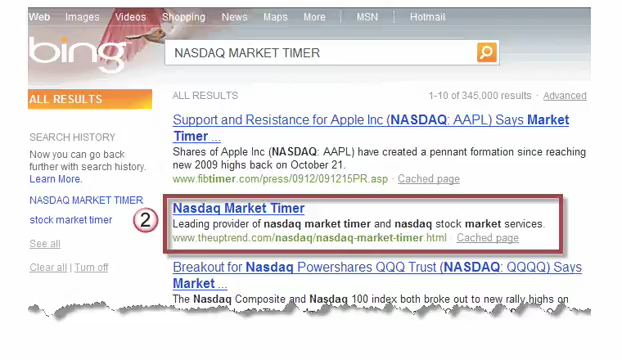 Web Images Videos Shopping News Maps More | MSN | Hotmail
bing
NASDAQ MARKET TIMER
ALL RESULTS
ALL RESULTS 1-10 of 345,000 results · Advanced
Support and Resistance for Apple Inc (NASDAQ: AAPL) Says Market
Timer ...
Shares of Apple Inc (NASDAQ: AAPL) have created a pennant formation since reaching
new 2009 highs back on October 21.
www.fibtimer.com/press/0912/091215PR.asp · Cached page
SEARCH HISTORY
Now you can go back
further with search history.
Learn More.
NASDAQ MARKET TIMER
stock market timer
See all
Clear all | Turn off
2
Nasdaq Market Timer
Leading provider of nasdaq market timer and nasdaq stock market services.
www.theuptrend.com/nasdaq/nasdaq-market-timer.html · Cached page
Breakout for Nasdaq Powershares QQQ Trust (NASDAQ: QQQQ) Says
Market ...
The Nasdaq Composite and Nasdaq 100 index both broke out to new rally highs on